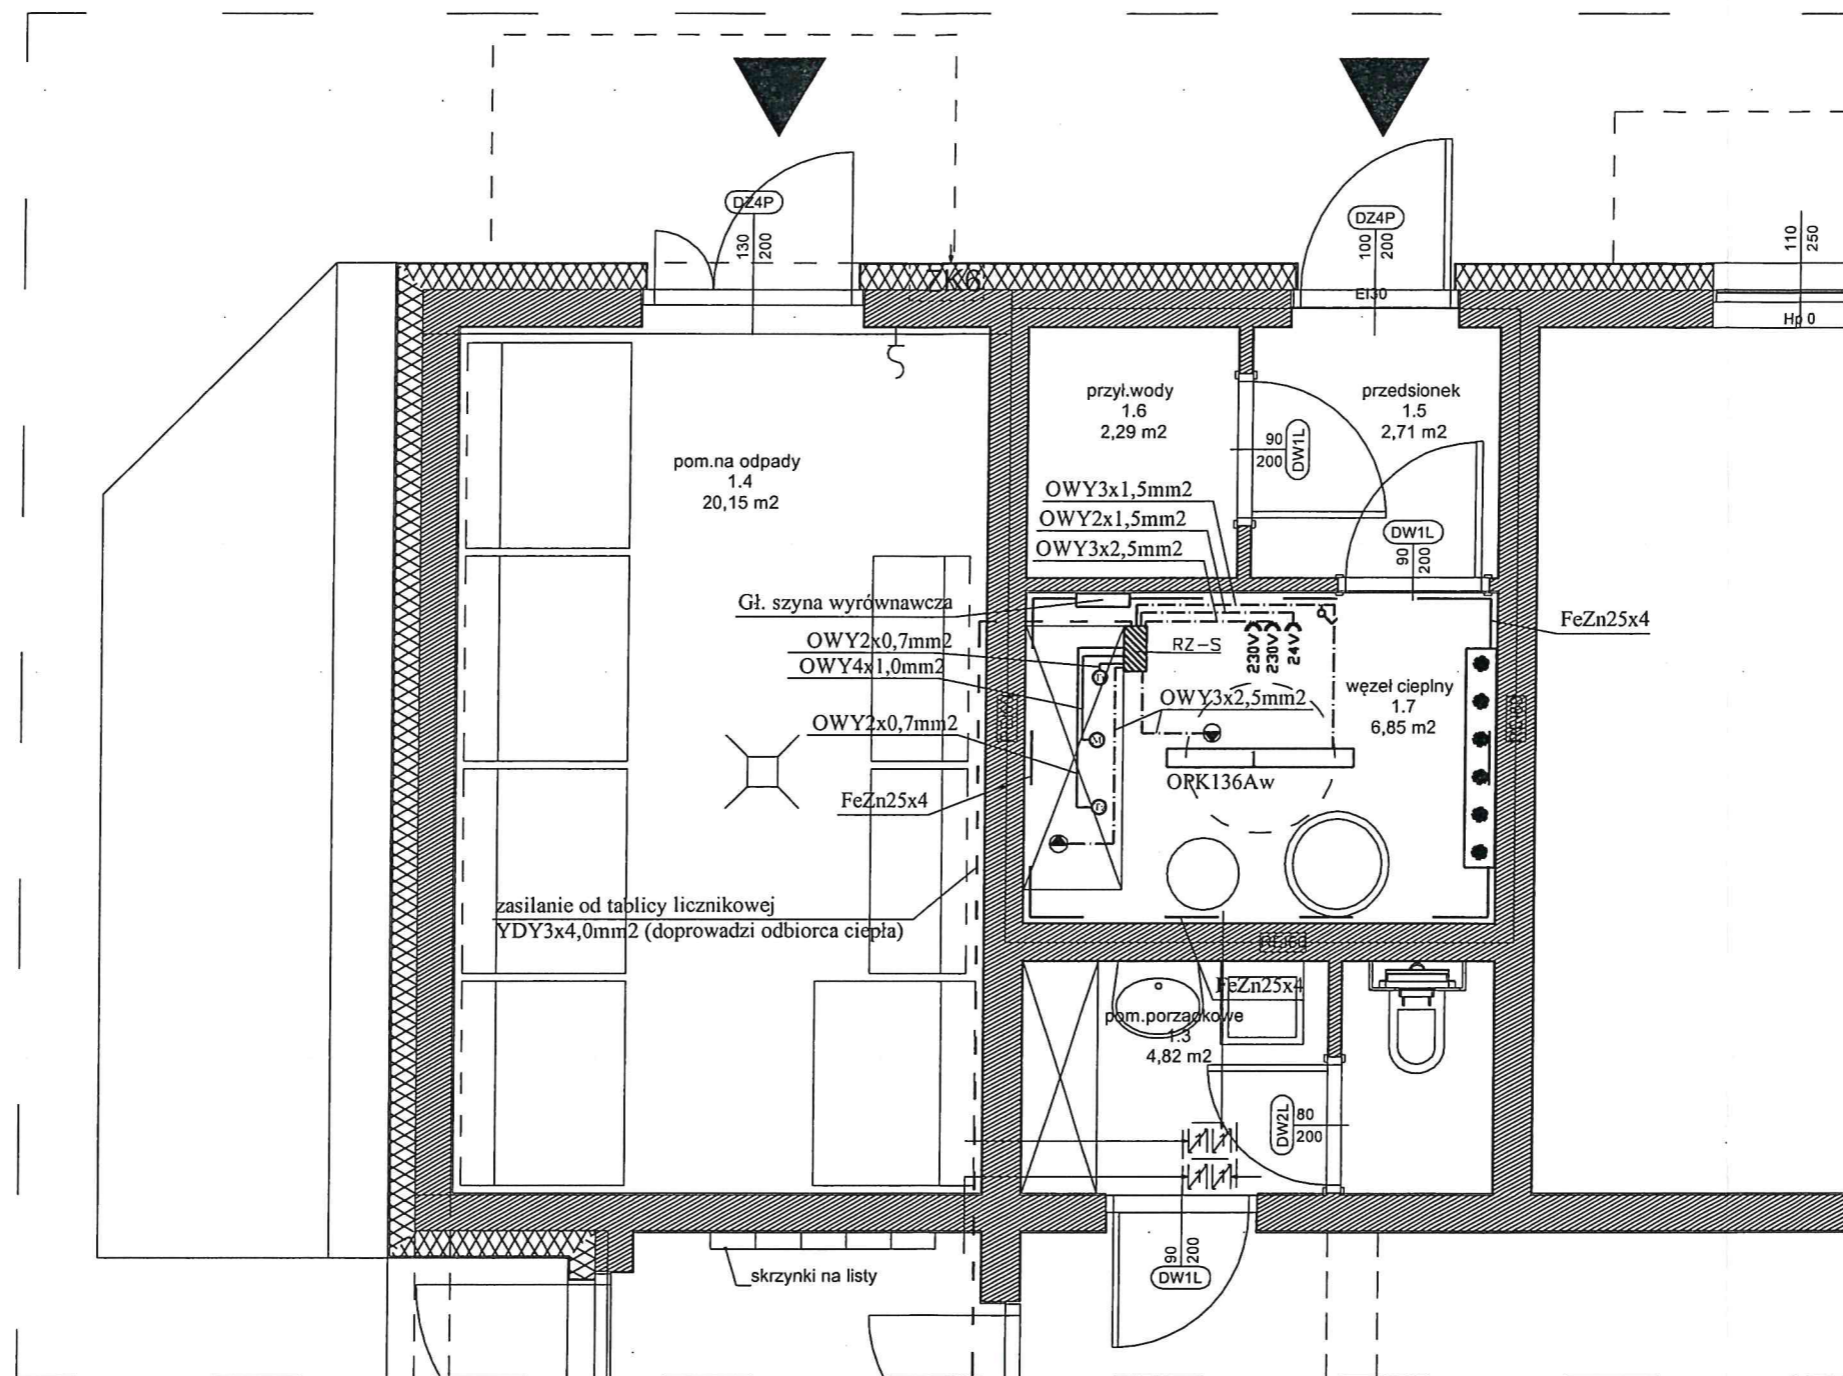 DZ4P
130
200
DZ4P
100
200
110
250
ZK6
EI30
Hp 0
przył.wody
1.6
2,29 m2
przedsionek
1.5
2,71 m2
90
200
DW1L
pom.na odpady
1.4
20,15 m2
OWY3x1,5mm2
OWY2x1,5mm2
OWY3x2,5mm2
DW1L
90
200
Gł. szyna wyrównawcza
FeZn25x4
OWY2x0,7mm2
RZ-S
230V
230V
24V
OWY4x1,0mm2
węzeł cieplny
1.7
6,85 m2
OWY3x2,5mm2
OWY2x0,7mm2
M
1
OPK136Aw
FeZn25x4
zasilanie od tablicy licznikowej
YDY3x4,0mm2 (doprowadzi odbiorca ciepła)
REI60
FeZn25x4
pom.porządkowe
1.3
4,82 m2
DW2L
80
200
90
200
DW1L
skrzynki na listy